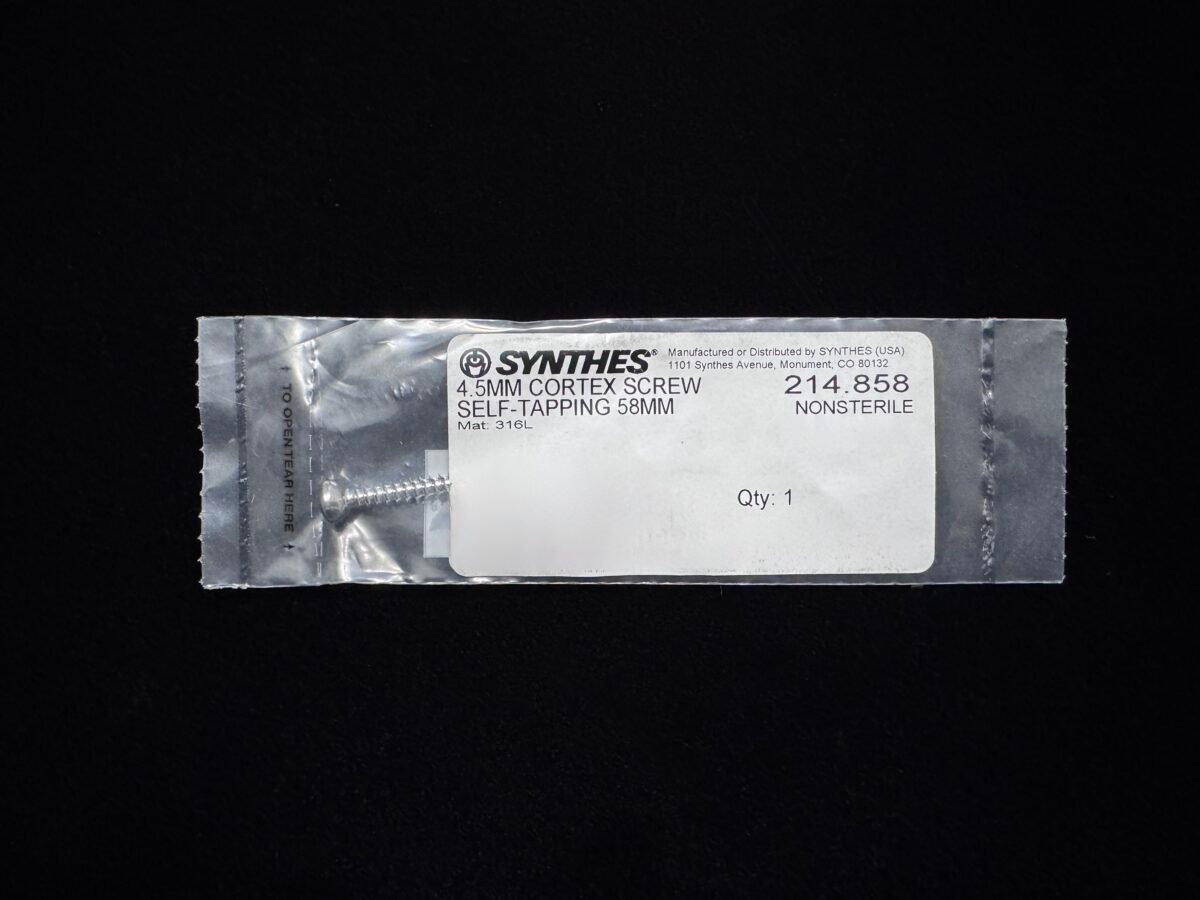 SYNTHES® Manufactured or Distributed by SYNTHES (USA)
1101 Synthes Avenue, Monument, CO 80132
4.5MM CORTEX SCREW 214.858
SELF-TAPPING 58MM NONSTERILE
Mat: 316L
Qty: 1
↑ TO OPEN TEAR HERE ↑